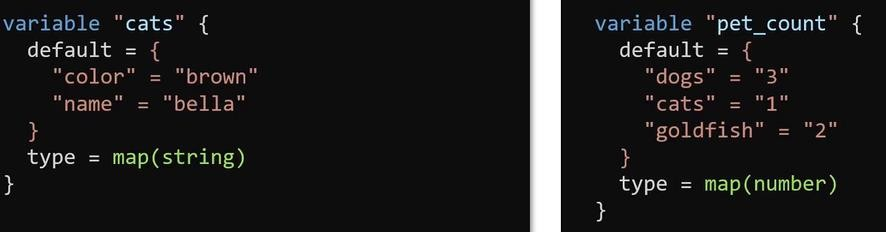 variable "cats" {
default = {
"color" = "brown"
"name" = "bella"
}
type = map(string)
}
variable "pet_count" {
default = {
"dogs" = "3"
"cats" = "1"
"goldfish" = "2"
}
type = map(number)
}